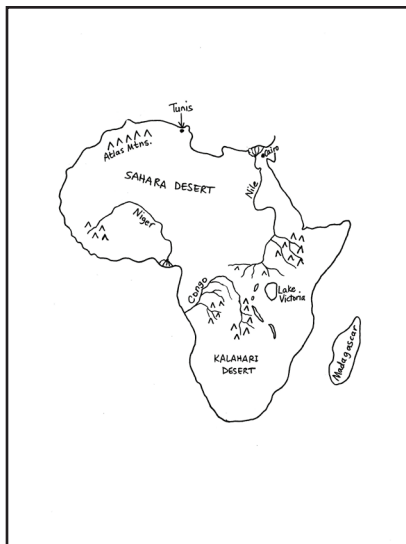 Tunis
Atlas Mtns.
Cairo
SAHARA DESERT
Nile
Niger
Congo
Lake
Victoria
KALAHARI
DESERT
Madagascar